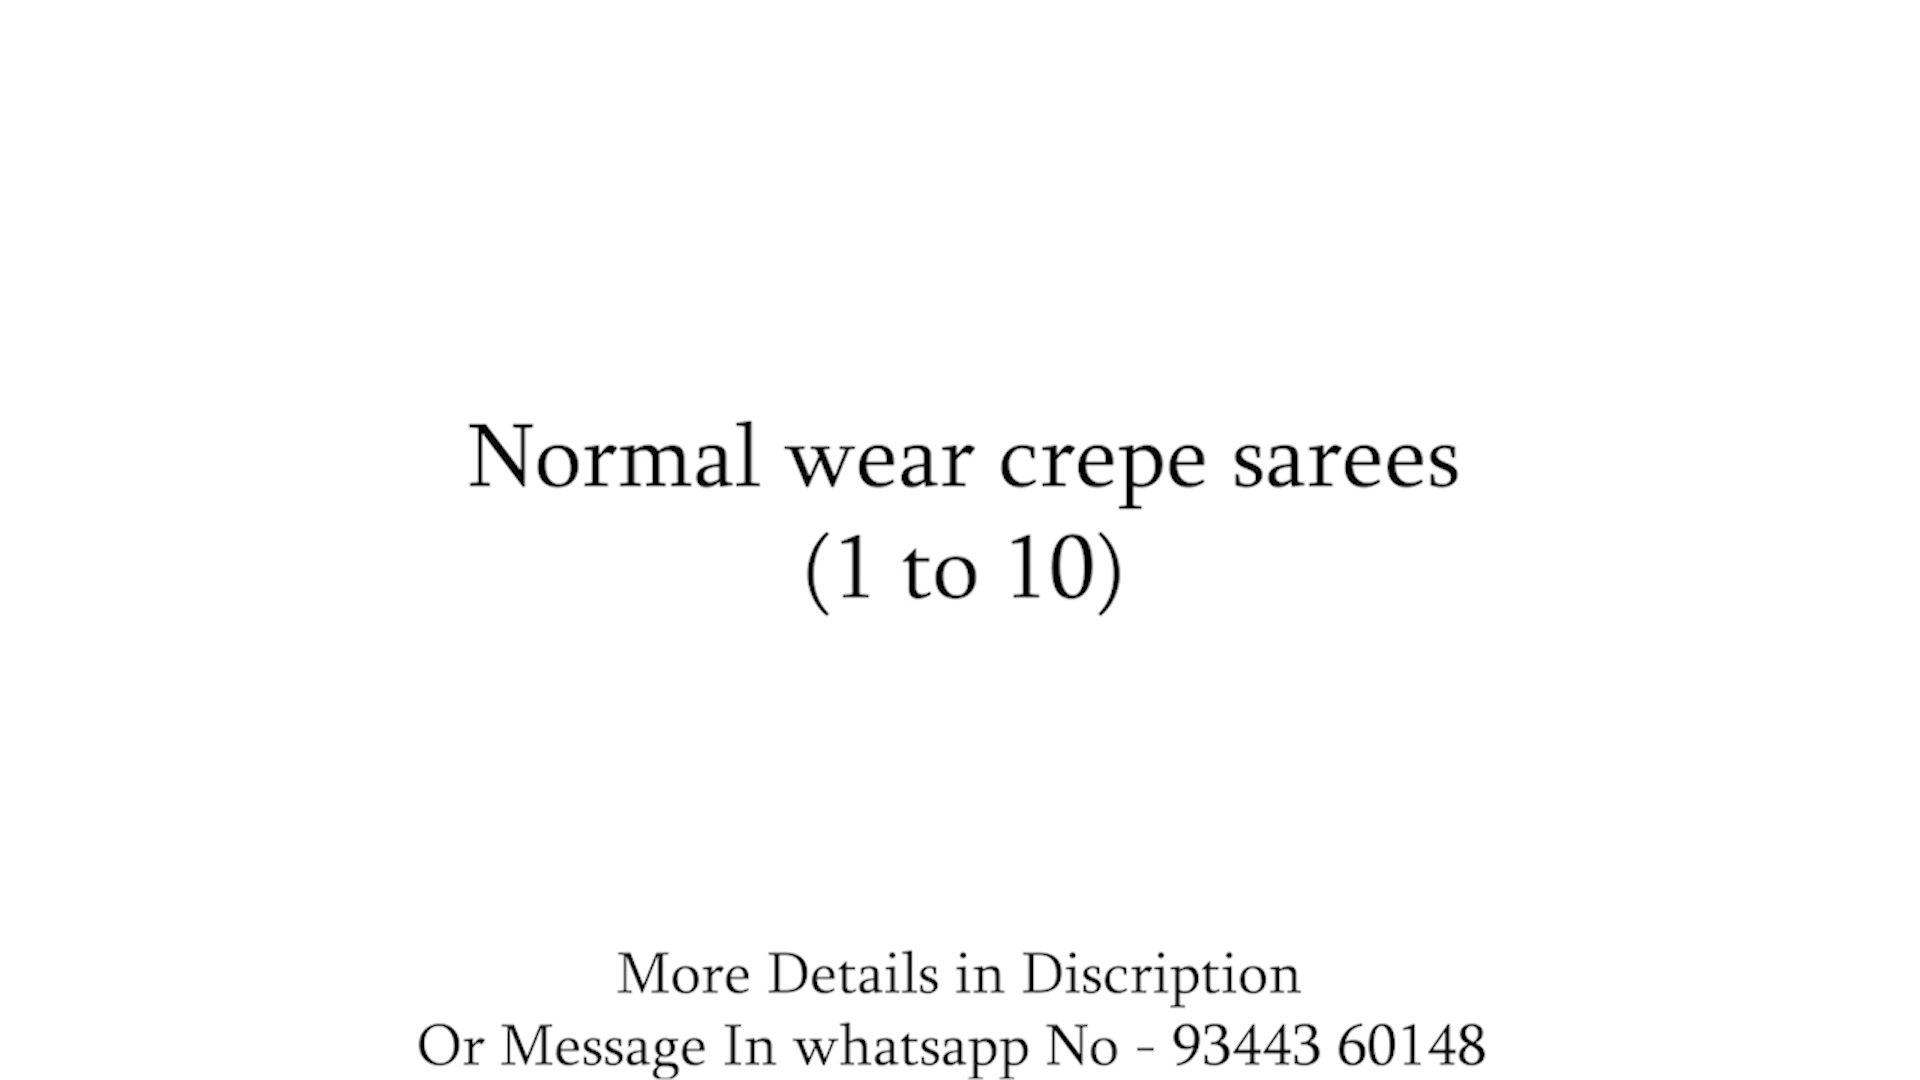 Normal wear crepe sarees
(1 to 10)
More Details in Discription
Or Message In whatsapp No - 93443 60148